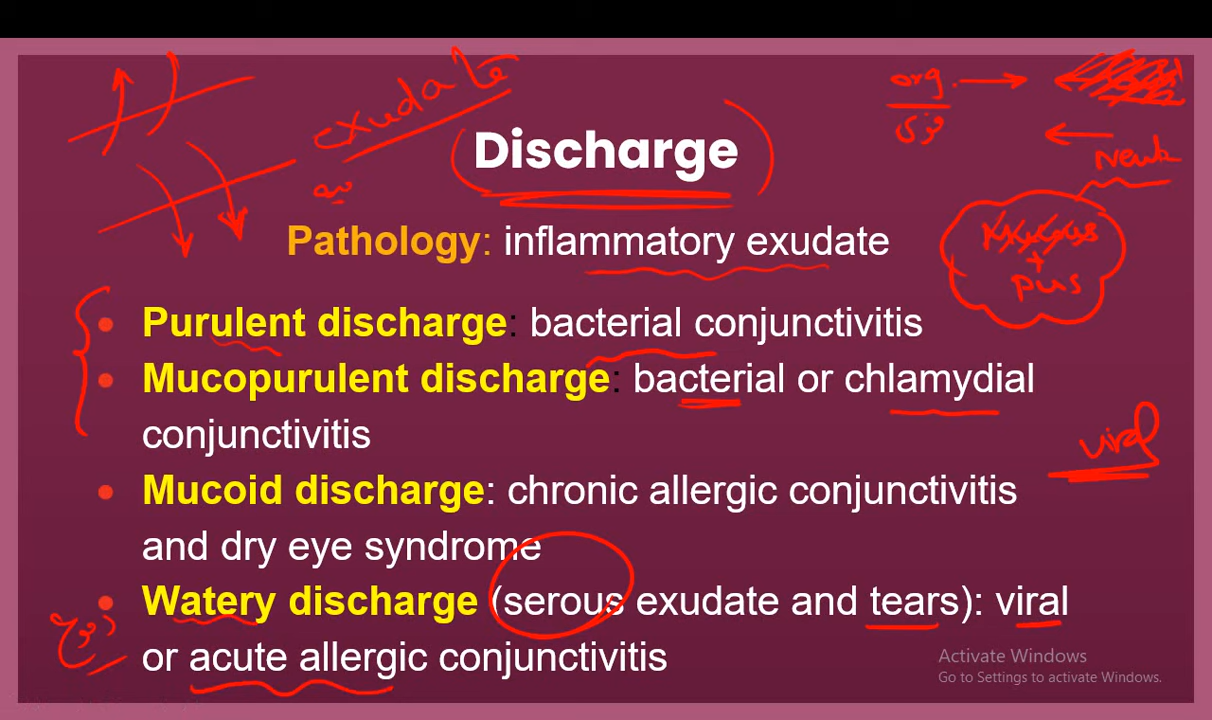 exudate
org.
قوي
Discharge
Neut
Pathology: inflammatory exudate
+
pus
Purulent discharge: bacterial conjunctivitis
Mucopurulent discharge: bacterial or chlamydial
conjunctivitis
viral
Mucoid discharge: chronic allergic conjunctivitis
and dry eye syndrome
Watery discharge (serous exudate and tears): viral
or acute allergic conjunctivitis
Activate Windows
Go to Settings to activate Windows.